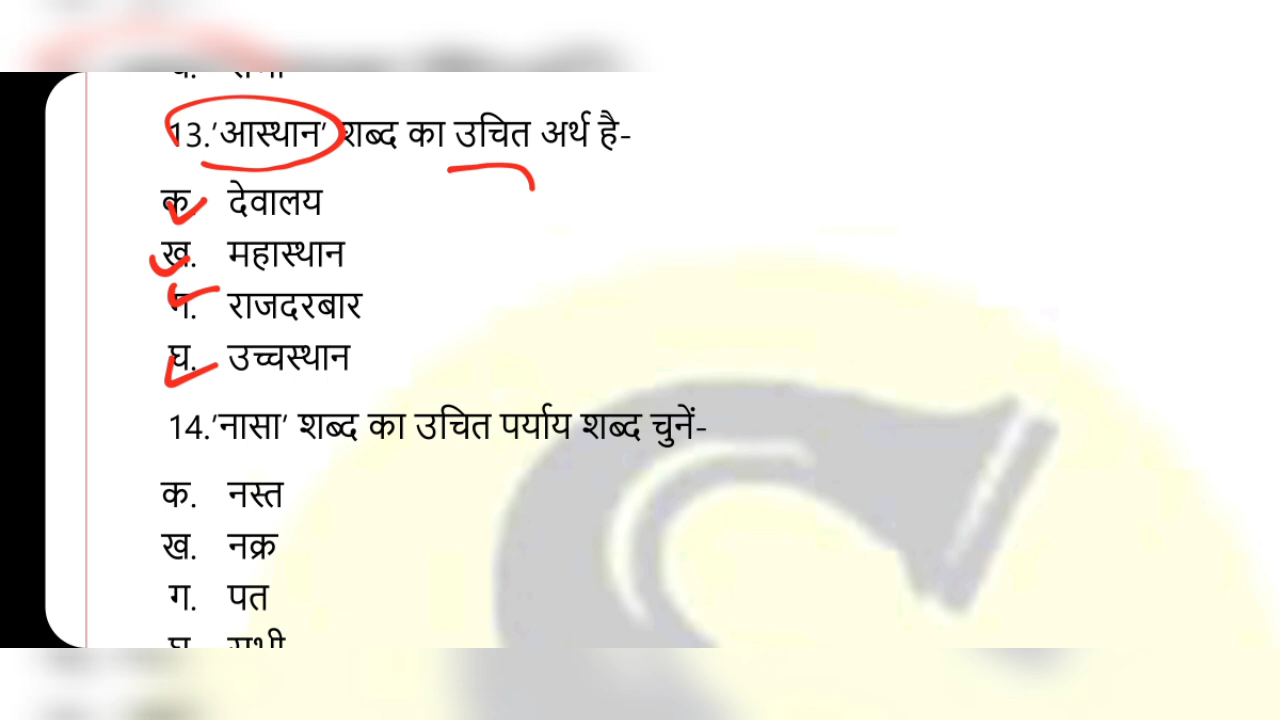 13.'आस्थान' शब्द का उचित अर्थ है-
क. देवालय
ख. महास्थान
ग. राजदरबार
घ. उच्चस्थान
14.'नासा' शब्द का उचित पर्याय शब्द चुनें-
क. नस्त
ख. नक्र
ग. पत